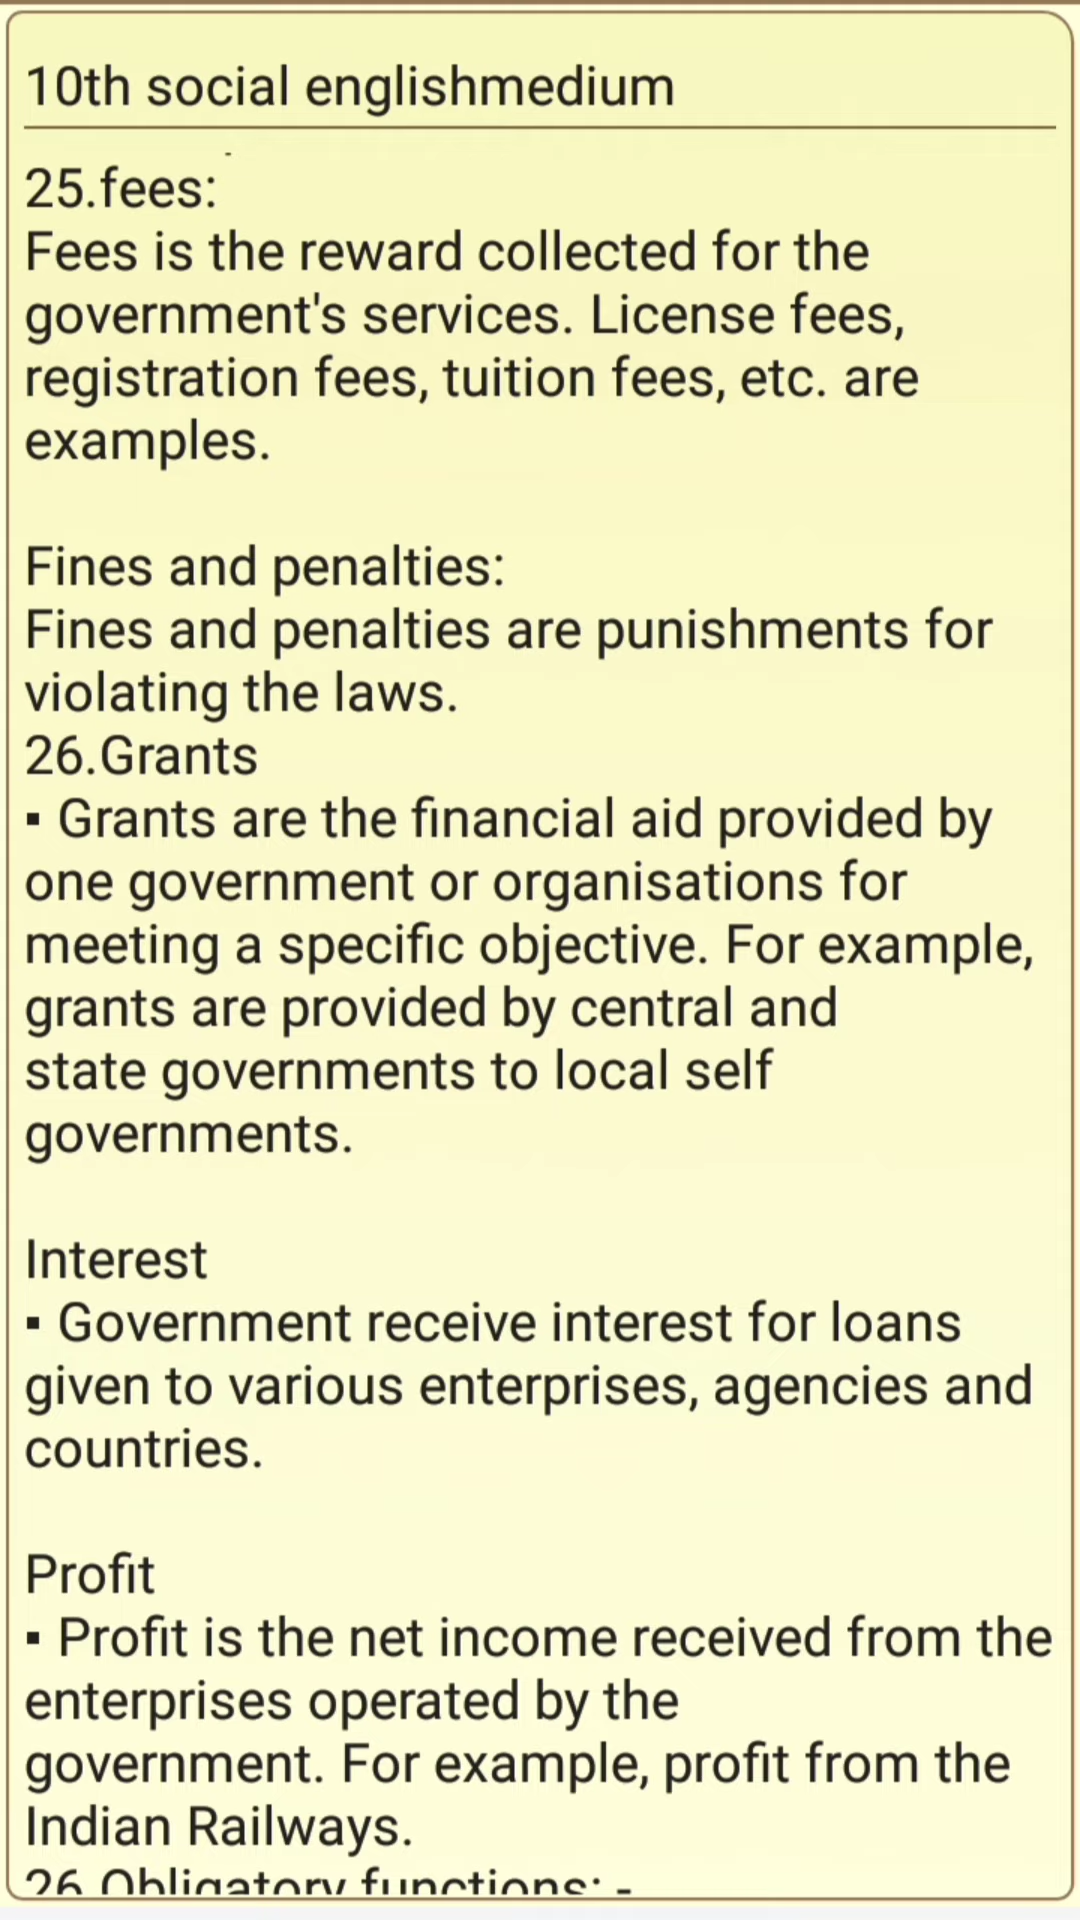 10th social englishmedium
25.fees:
Fees is the reward collected for the
government's services. License fees,
registration fees, tuition fees, etc. are
examples.
Fines and penalties:
Fines and penalties are punishments for
violating the laws.
26.Grants
▪ Grants are the financial aid provided by
one government or organisations for
meeting a specific objective. For example,
grants are provided by central and
state governments to local self
governments.
Interest
▪ Government receive interest for loans
given to various enterprises, agencies and
countries.
Profit
▪ Profit is the net income received from the
enterprises operated by the
government. For example, profit from the
Indian Railways.
26 Obligatory functions: -